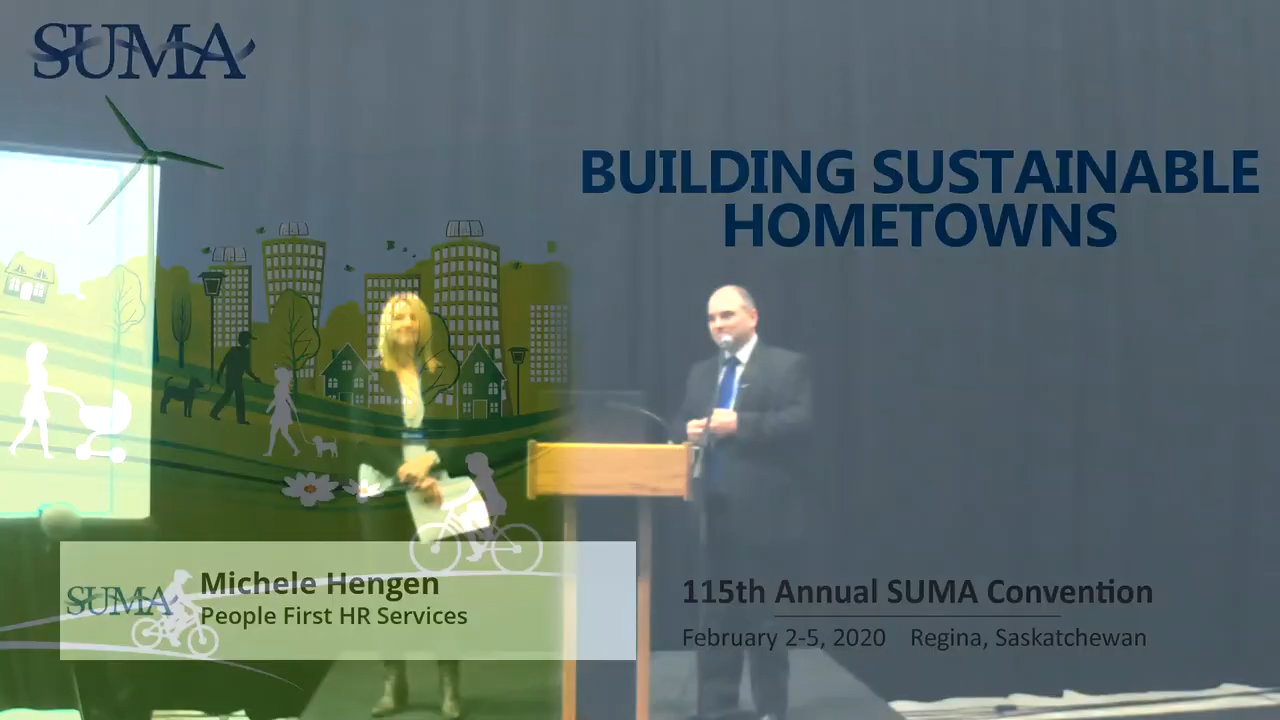 SUMA
BUILDING SUSTAINABLE
HOMETOWNS
SUMA
Michele Hengen
People First HR Services
115th Annual SUMA Convention
February 2-5, 2020 Regina, Saskatchewan